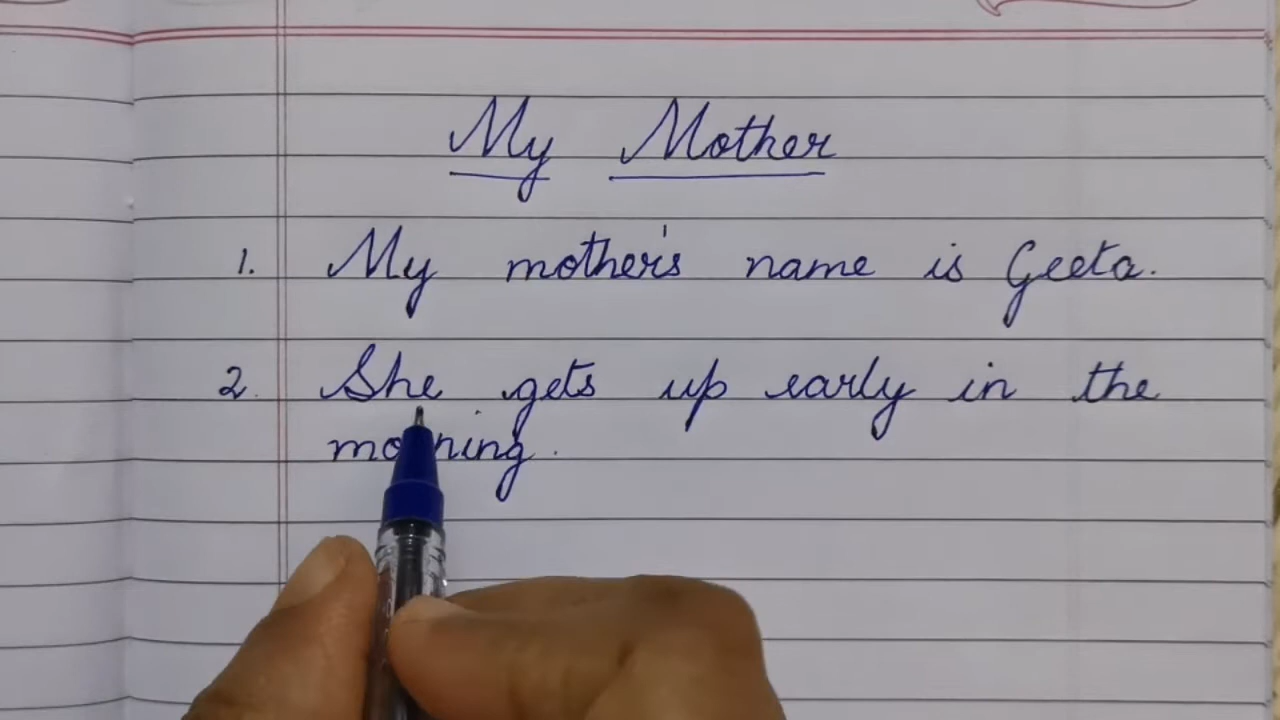 My Mother
1. My mother's name is Geeta.
2. She gets up early in the
morning.